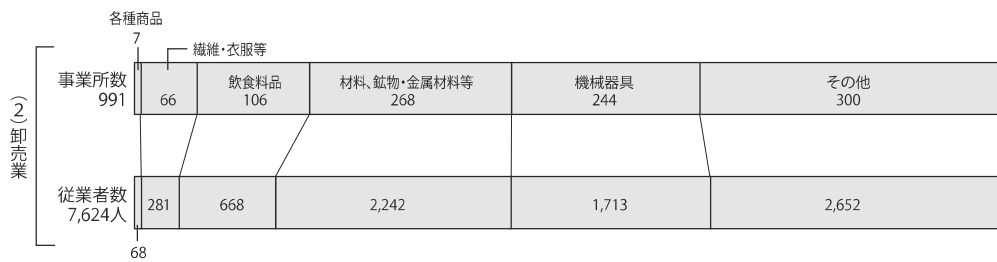 各種商品
7
繊維・衣服等
事業所数
991
66
飲食料品
106
材料、鉱物・金属材料等
268
機械器具
244
その他
300
（2）卸売業
従業者数
7,624人
281
668
2,242
1,713
2,652
68